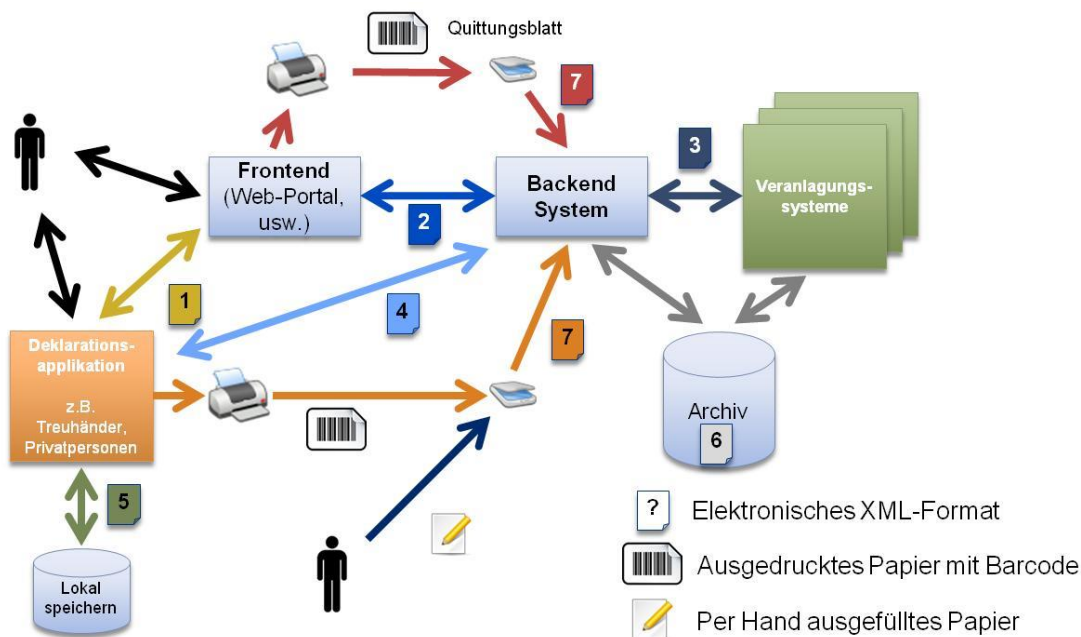 Quittungsblatt
7
Frontend
(Web-Portal,
usw.)
2
Backend
System
3
Veranlagungs-
systeme
1
4
7
Deklarations-
applikation
z.B.
Treuhänder,
Privatpersonen
Archiv
6
5
Lokal
speichern
? Elektronisches XML-Format
Ausgedrucktes Papier mit Barcode
Per Hand ausgefülltes Papier